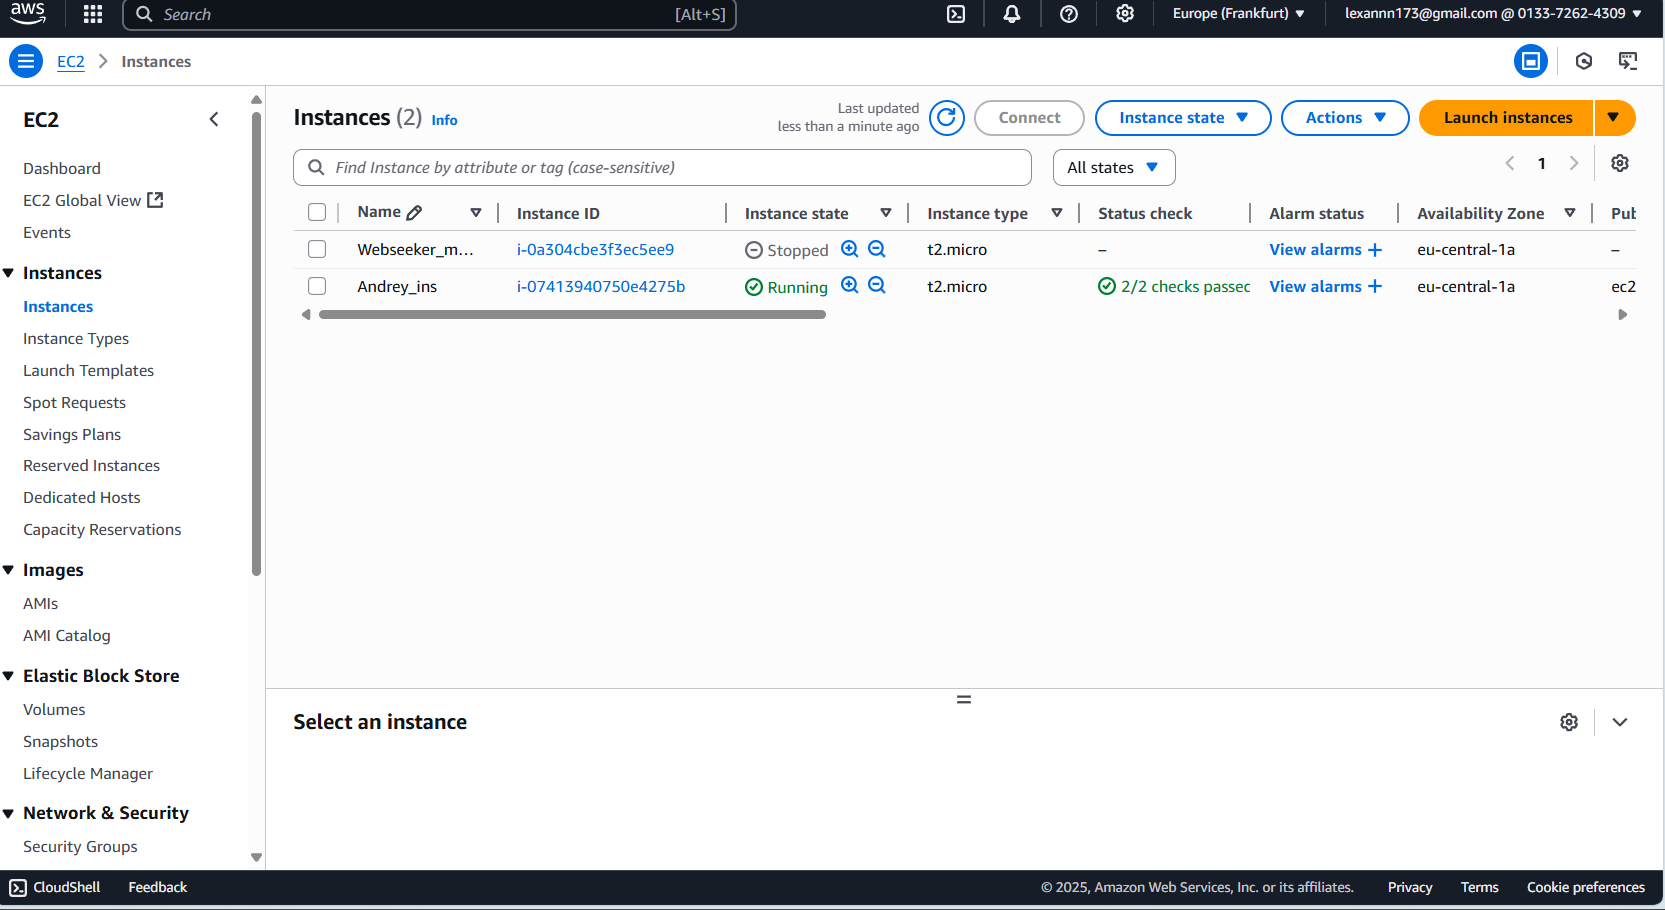 aws
Search [Alt+S]
Europe (Frankfurt)
lexannn173@gmail.com @ 0133-7262-4309
EC2 > Instances
EC2
Dashboard
EC2 Global View
Events
Instances
Instances
Instance Types
Launch Templates
Spot Requests
Savings Plans
Reserved Instances
Dedicated Hosts
Capacity Reservations
Images
AMIs
AMI Catalog
Elastic Block Store
Volumes
Snapshots
Lifecycle Manager
Network & Security
Security Groups
Instances (2) Info
Last updated
less than a minute ago
Connect
Instance state
Actions
Launch instances
Find Instance by attribute or tag (case-sensitive)
All states
1
Name Instance ID Instance state Instance type Status check Alarm status Availability Zone Pub
Webseeker_m... i-0a304cbe3f3ec5ee9 Stopped t2.micro – View alarms + eu-central-1a –
Andrey_ins i-07413940750e4275b Running t2.micro 2/2 checks passec View alarms + eu-central-1a ec2
Select an instance
CloudShell Feedback © 2025, Amazon Web Services, Inc. or its affiliates. Privacy Terms Cookie preferences